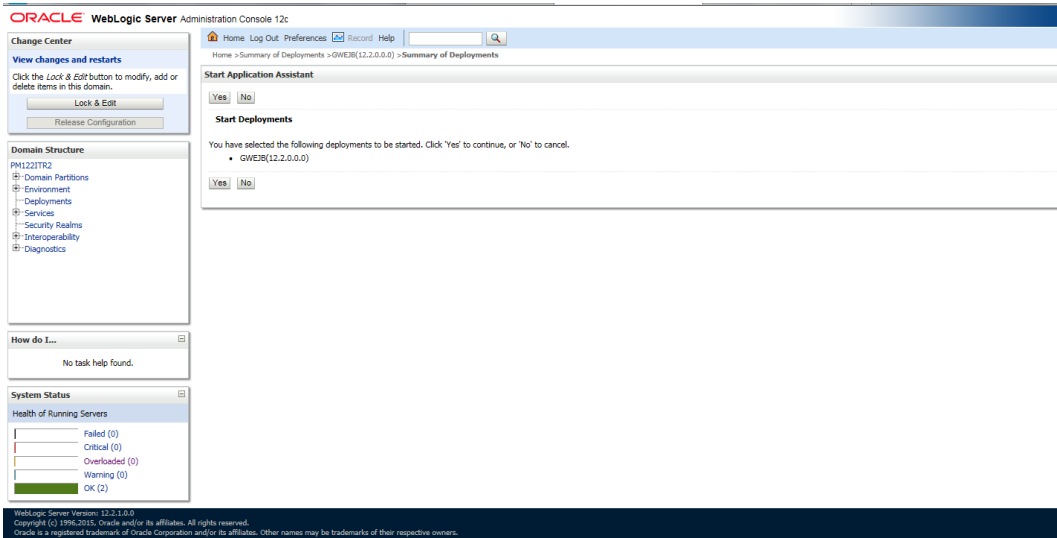 ORACLE WebLogic Server Administration Console 12c
Change Center
View changes and restarts
Click the Lock & Edit button to modify, add or
delete items in this domain.
Lock & Edit
Release Configuration
Domain Structure
PM122ITR2
Domain Partitions
Environment
Deployments
Services
Security Realms
Interoperability
Diagnostics
How do I...
No task help found.
System Status
Health of Running Servers
Failed (0)
Critical (0)
Overloaded (0)
Warning (0)
OK (2)
Home Log Out Preferences Record Help
Home >Summary of Deployments >GWEJB(12.2.0.0.0) >Summary of Deployments
Start Application Assistant
Yes No
Start Deployments
You have selected the following deployments to be started. Click 'Yes' to continue, or 'No' to cancel.
• GWEJB(12.2.0.0.0)
Yes No
WebLogic Server Version: 12.2.1.0.0
Copyright (c) 1996,2015, Oracle and/or its affiliates. All rights reserved.
Oracle is a registered trademark of Oracle Corporation and/or its affiliates. Other names may be trademarks of their respective owners.